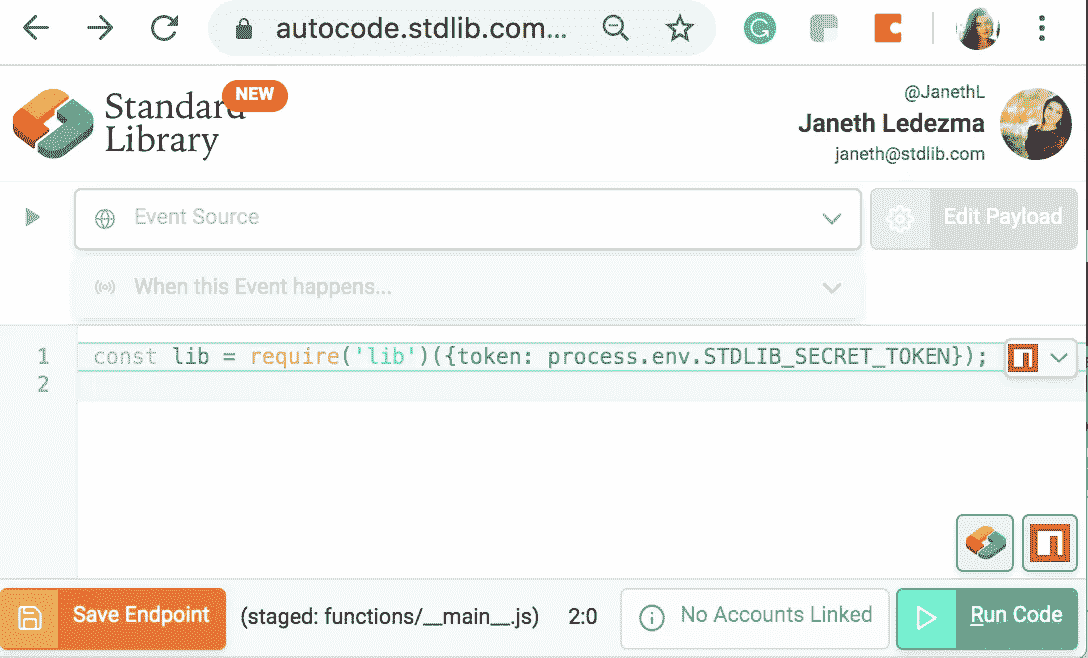 autocode.stdlib.com...
Standard
Library
NEW
@JanethL
Janeth Ledezma
janeth@stdlib.com
Event Source
Edit Payload
When this Event happens...
1 const lib = require('lib')({token: process.env.STDLIB_SECRET_TOKEN});
2
Save Endpoint (staged: functions/__main__.js) 2:0 No Accounts Linked Run Code